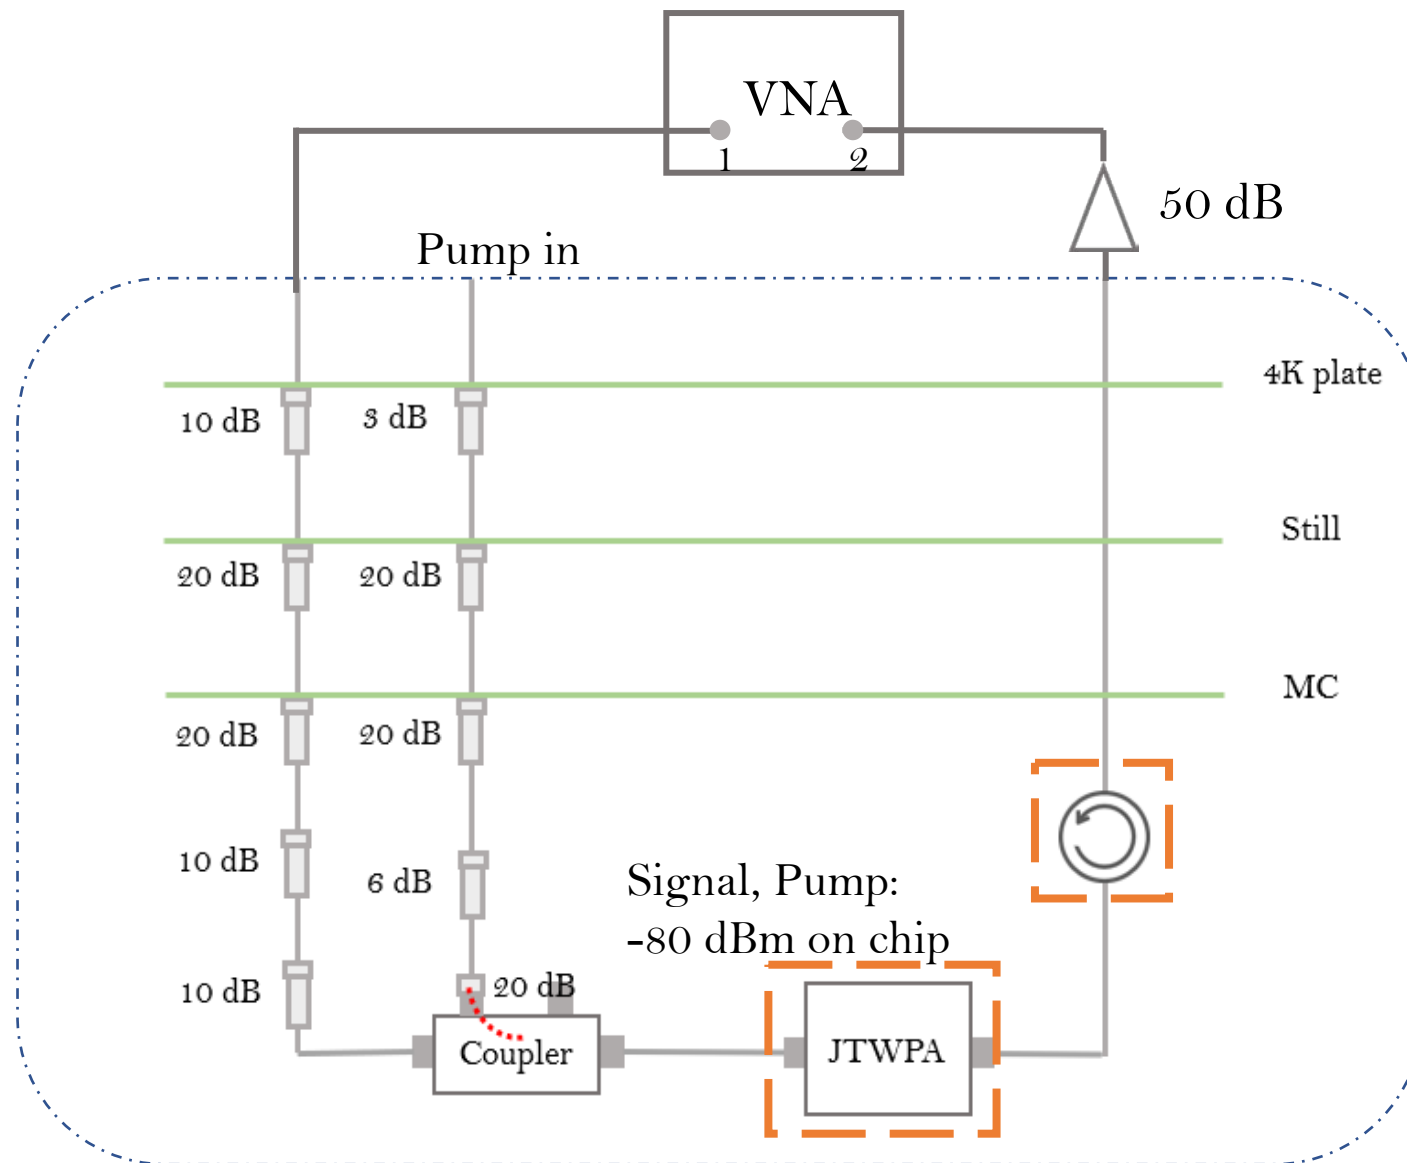 VNA
1 2
50 dB
Pump in
4K plate
10 dB 3 dB
Still
20 dB 20 dB
MC
20 dB 20 dB
10 dB
6 dB
Signal, Pump:
-80 dBm on chip
10 dB
20 dB
Coupler
JTWPA